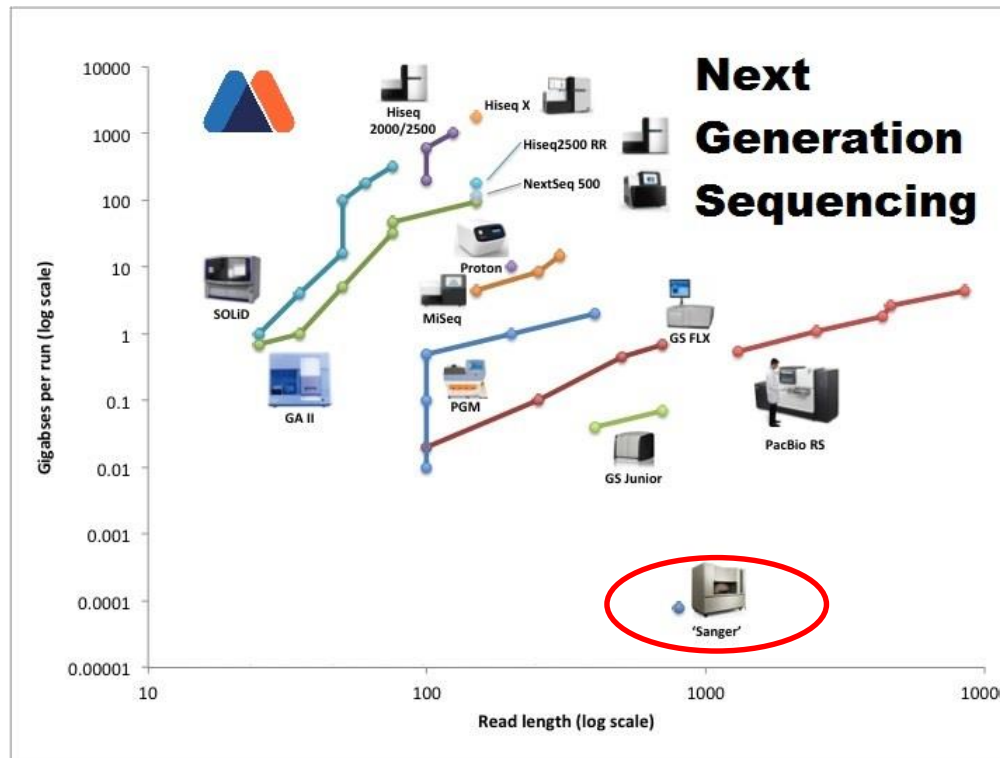 Next
Generation
Sequencing
10000
1000
100
10
1
0.1
0.01
0.001
0.0001
0.00001
Gigabses per run (log scale)
Hiseq
2000/2500
Hiseq X
Hiseq2500 RR
NextSeq 500
SOLiD
Proton
MiSeq
GS FLX
GA II
PGM
PacBio RS
GS Junior
'Sanger'
10
100
1000
10000
Read length (log scale)